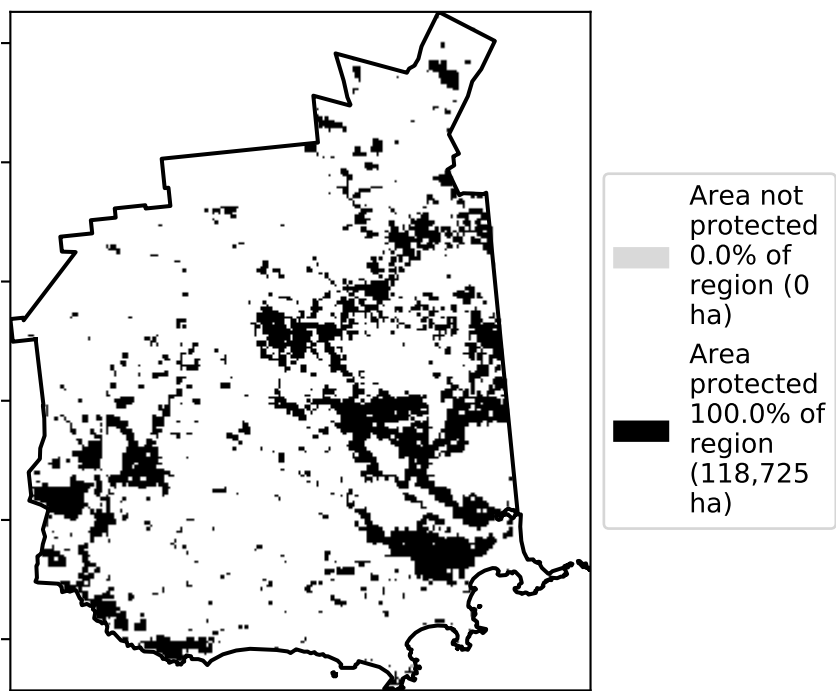 Area not
protected
0.0% of
region (0
ha)
Area
protected
100.0% of
region
(118,725
ha)